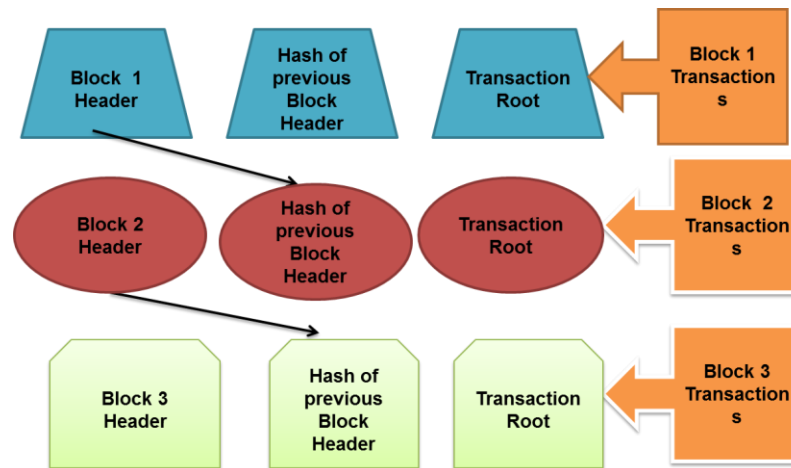 Block 1
Header
Hash of
previous
Block
Header
Transaction
Root
Block 1
Transaction
s
Block 2
Header
Hash of
previous
Block
Header
Transaction
Root
Block 2
Transaction
s
Block 3
Header
Hash of
previous
Block
Header
Transaction
Root
Block 3
Transaction
s